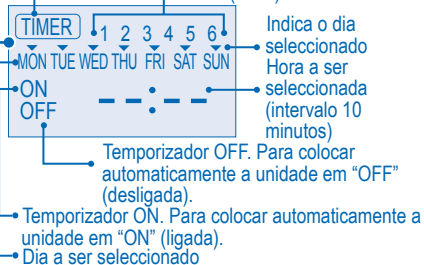 TIMER
1 2 3 4 5 6
MON TUE WED THU FRI SAT SUN
ON
OFF
--:--
Indica o dia
seleccionado
Hora a ser
seleccionada
(intervalo 10
minutos)
Temporizador OFF. Para colocar
automaticamente a unidade em “OFF”
(desligada).
Temporizador ON. Para colocar automaticamente a
unidade em “ON” (ligada).
Dia a ser seleccionado